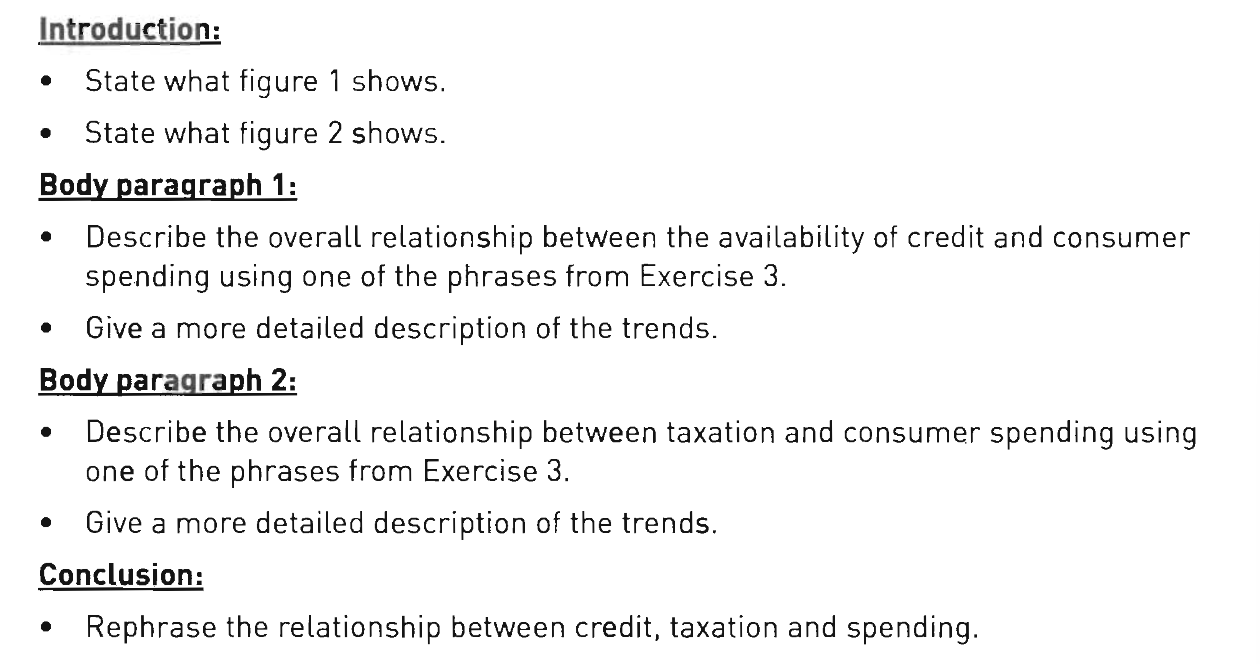 Introduction:
• State what figure 1 shows.
• State what figure 2 shows.
Body paragraph 1:
• Describe the overall relationship between the availability of credit and consumer
spending using one of the phrases from Exercise 3.
• Give a more detailed description of the trends.
Body paragraph 2:
• Describe the overall relationship between taxation and consumer spending using
one of the phrases from Exercise 3.
• Give a more detailed description of the trends.
Conclusion:
• Rephrase the relationship between credit, taxation and spending.